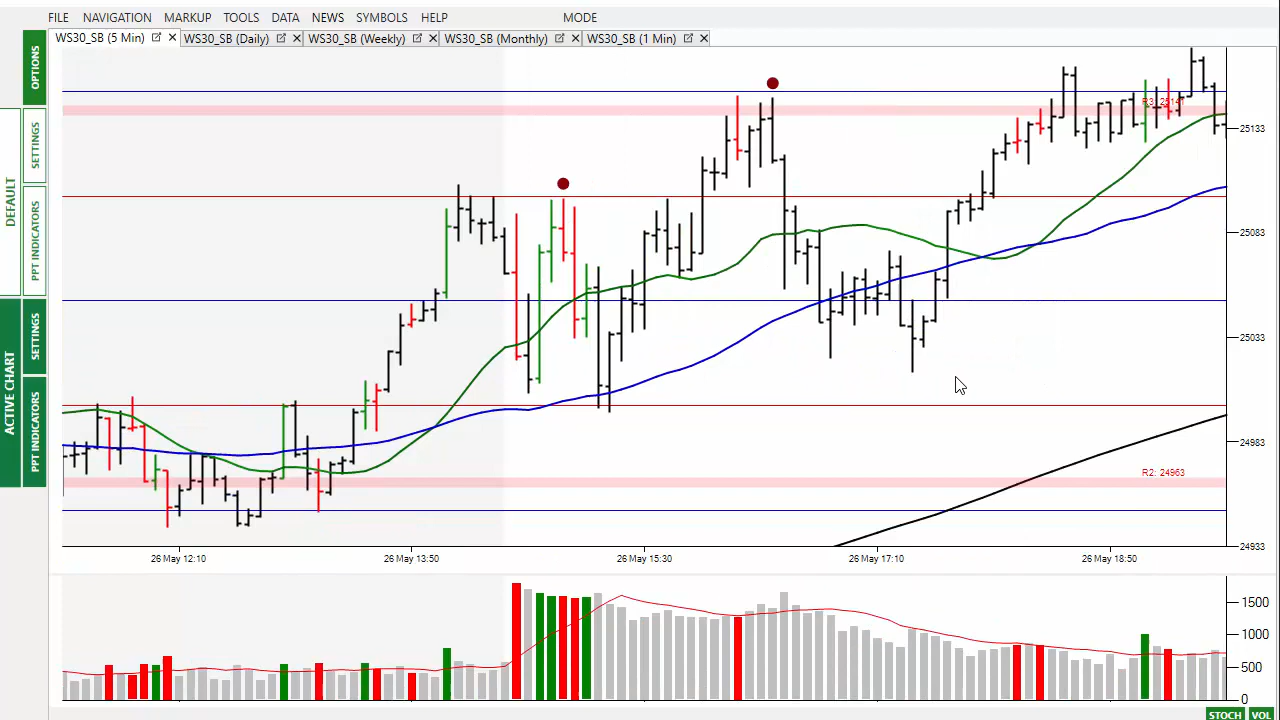 FILE NAVIGATION MARKUP TOOLS DATA NEWS SYMBOLS HELP MODE
WS30_SB (5 Min) WS30_SB (Daily) WS30_SB (Weekly) WS30_SB (Monthly) WS30_SB (1 Min)
OPTIONS
SETTINGS
PPT INDICATORS
DEFAULT
SETTINGS
PPT INDICATORS
ACTIVE CHART
R3: 25141
25133
25083
25033
24983
R2: 24963
24933
26 May 12:10 26 May 13:50 26 May 15:30 26 May 17:10 26 May 18:50
1500
1000
500
0
STOCH VOL